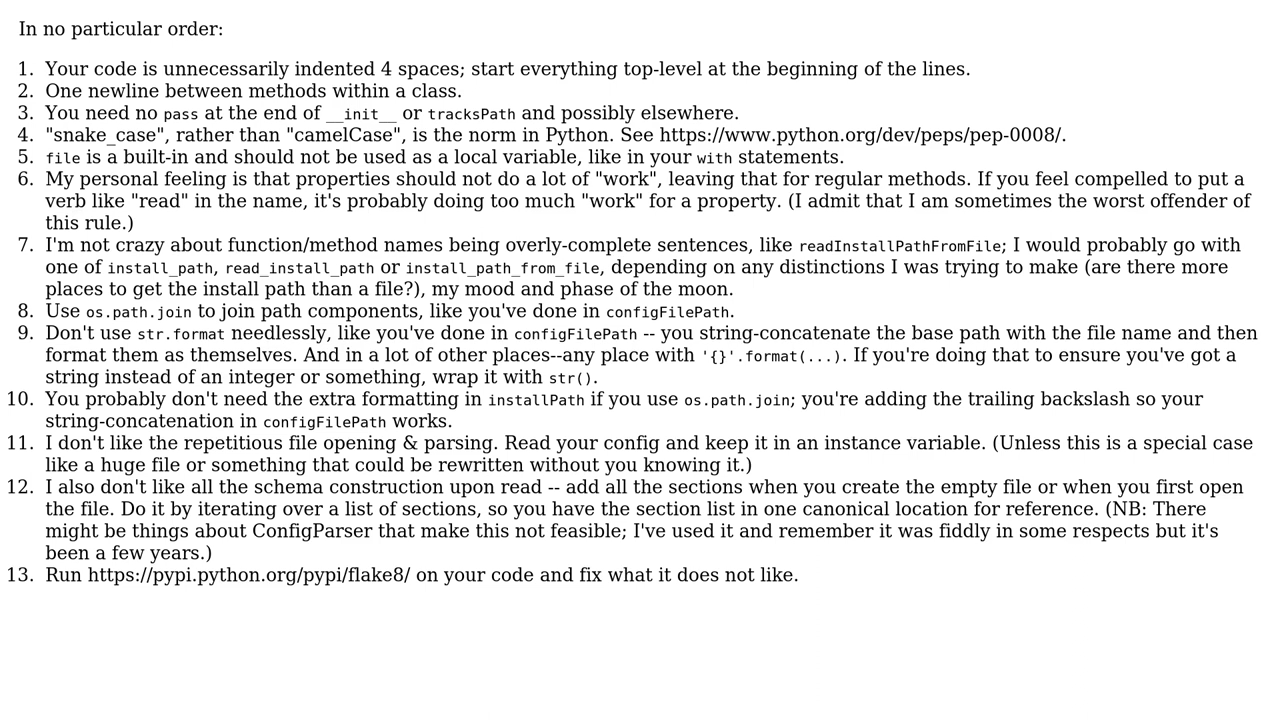 In no particular order:
1. Your code is unnecessarily indented 4 spaces; start everything top-level at the beginning of the lines.
2. One newline between methods within a class.
3. You need no pass at the end of __init__ or tracksPath and possibly elsewhere.
4. "snake_case", rather than "camelCase", is the norm in Python. See https://www.python.org/dev/peps/pep-0008/.
5. file is a built-in and should not be used as a local variable, like in your with statements.
6. My personal feeling is that properties should not do a lot of "work", leaving that for regular methods. If you feel compelled to put a
verb like "read" in the name, it's probably doing too much "work" for a property. (I admit that I am sometimes the worst offender of
this rule.)
7. I'm not crazy about function/method names being overly-complete sentences, like readInstallPathFromFile; I would probably go with
one of install_path, read_install_path or install_path_from_file, depending on any distinctions I was trying to make (are there more
places to get the install path than a file?), my mood and phase of the moon.
8. Use os.path.join to join path components, like you've done in configFilePath.
9. Don't use str.format needlessly, like you've done in configFilePath -- you string-concatenate the base path with the file name and then
format them as themselves. And in a lot of other places--any place with '{}'.format(...). If you're doing that to ensure you've got a
string instead of an integer or something, wrap it with str().
10. You probably don't need the extra formatting in installPath if you use os.path.join; you're adding the trailing backslash so your
string-concatenation in configFilePath works.
11. I don't like the repetitious file opening & parsing. Read your config and keep it in an instance variable. (Unless this is a special case
like a huge file or something that could be rewritten without you knowing it.)
12. I also don't like all the schema construction upon read -- add all the sections when you create the empty file or when you first open
the file. Do it by iterating over a list of sections, so you have the section list in one canonical location for reference. (NB: There
might be things about ConfigParser that make this not feasible; I've used it and remember it was fiddly in some respects but it's
been a few years.)
13. Run https://pypi.python.org/pypi/flake8/ on your code and fix what it does not like.